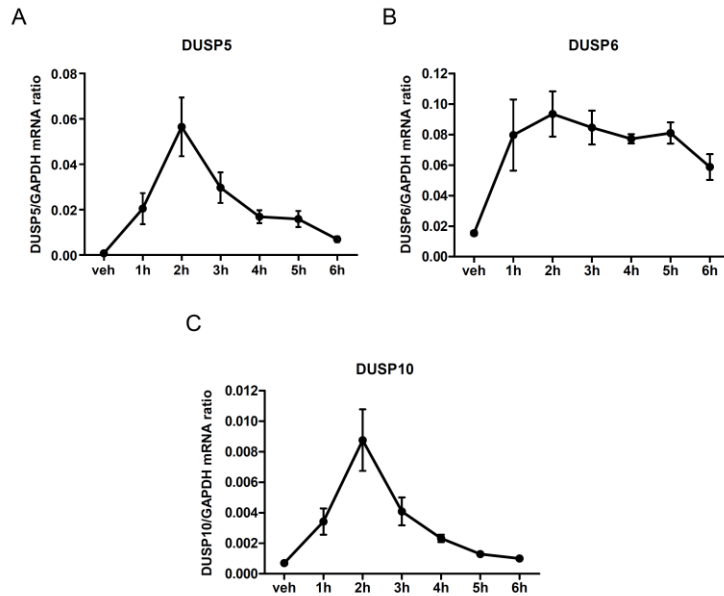 A
DUSP5
DUSP5/GAPDH mRNA ratio
0.08
0.06
0.04
0.02
0.00
veh 1h 2h 3h 4h 5h 6h
B
DUSP6
DUSP6/GAPDH mRNA ratio
0.12
0.10
0.08
0.06
0.04
0.02
0.00
veh 1h 2h 3h 4h 5h 6h
C
DUSP10
DUSP10/GAPDH mRNA ratio
0.012
0.010
0.008
0.006
0.004
0.002
0.000
veh 1h 2h 3h 4h 5h 6h